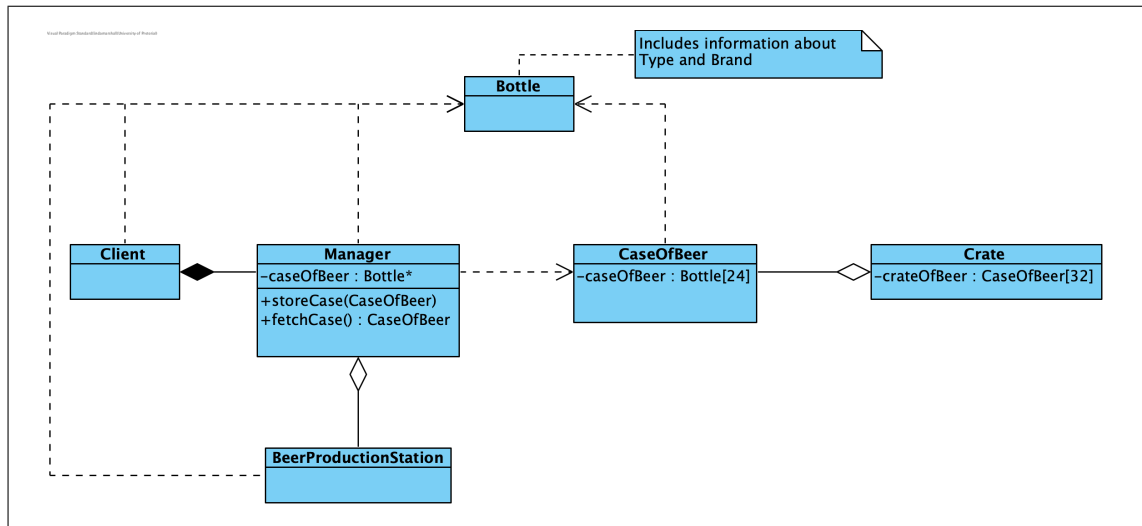 Includes information about
Type and Brand
Bottle
Client
Manager
-caseOfBeer : Bottle*
+storeCase(CaseOfBeer)
+fetchCase() : CaseOfBeer
CaseOfBeer
-caseOfBeer : Bottle[24]
Crate
-crateOfBeer : CaseOfBeer[32]
BeerProductionStation